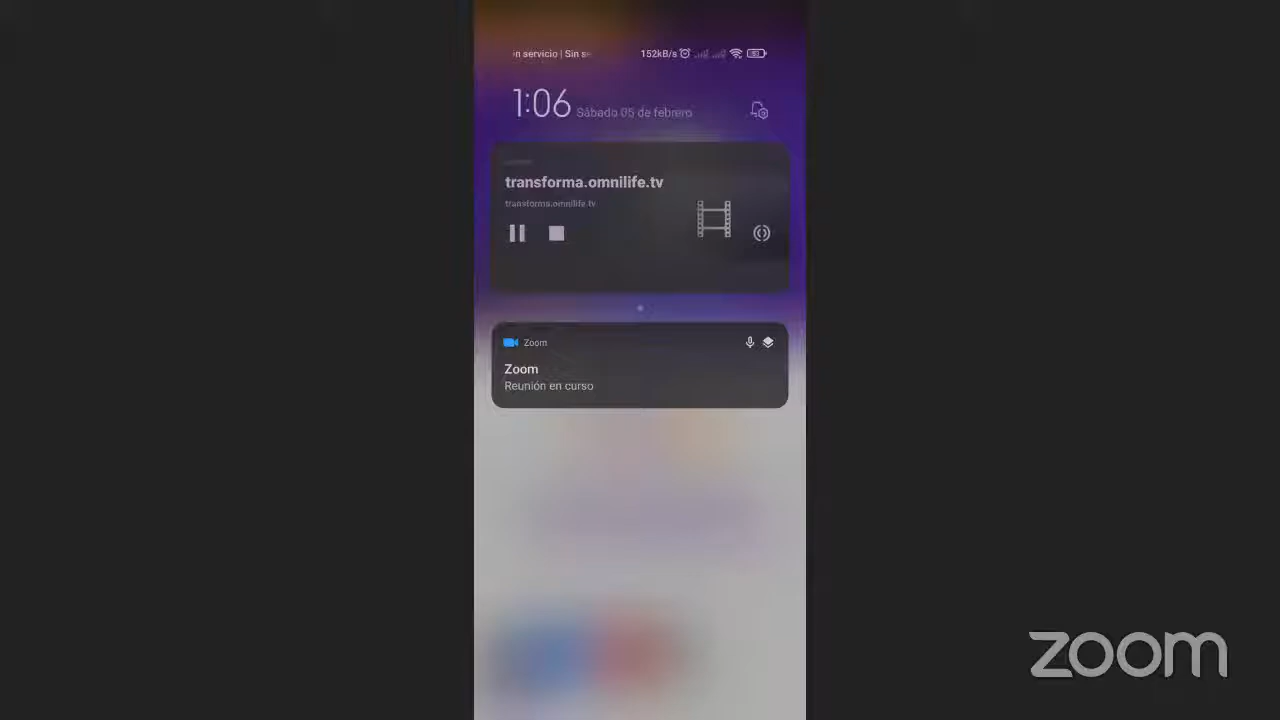 n servicio | Sin s
152kB/s
1:06 Sábado 05 de febrero
transforma.omnilife.tv
transforma.omnilife.tv
Zoom
Zoom
Reunión en curso
zoom